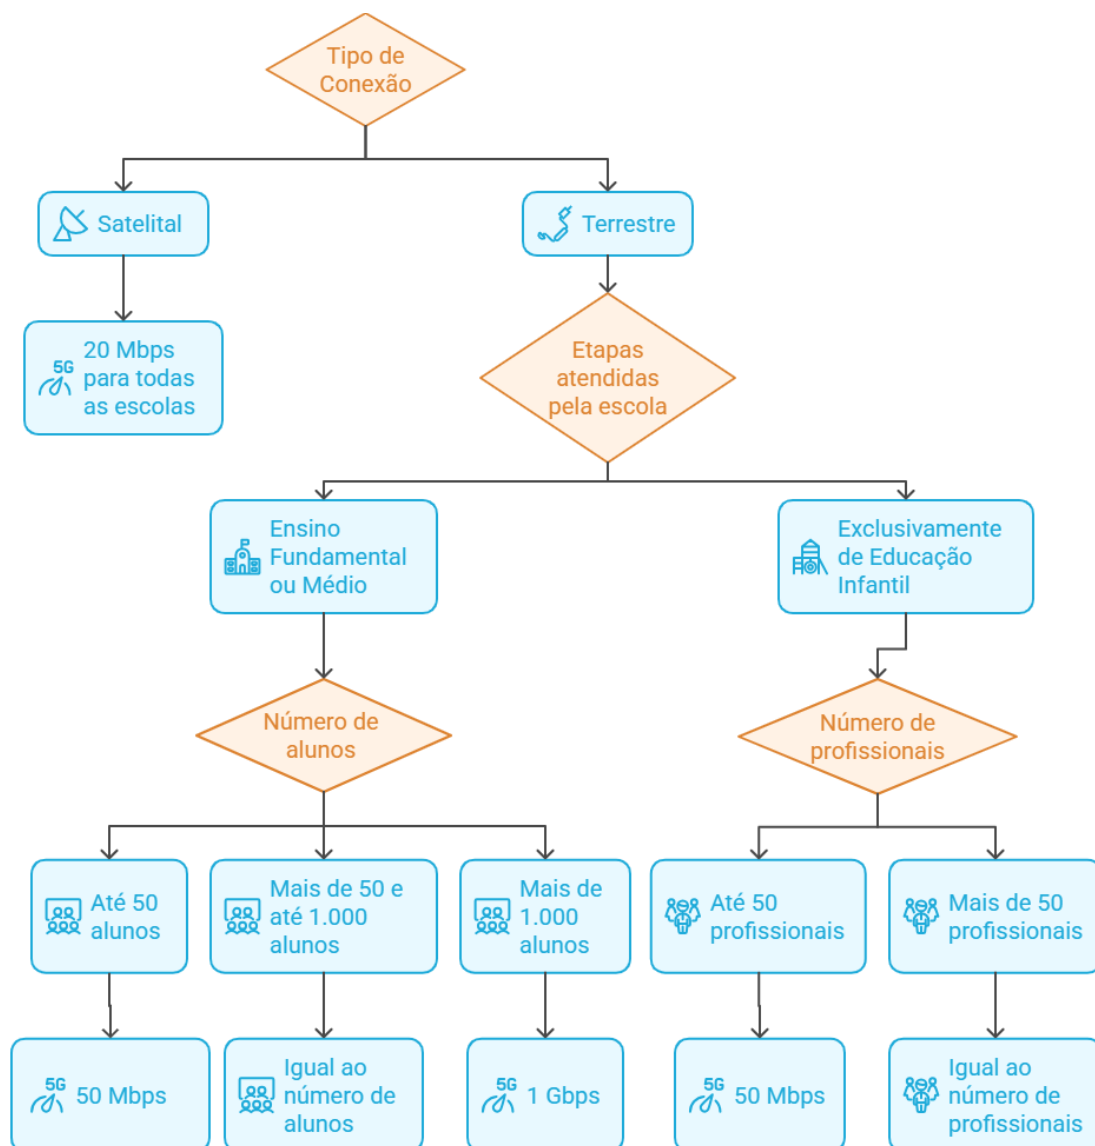 Tipo de
Conexão
Satelital
Terrestre
5G
20 Mbps
para todas
as escolas
Etapas
atendidas
pela escola
Ensino
Fundamental
ou Médio
Exclusivamente
de Educação
Infantil
Número de
alunos
Número de
profissionais
Até 50
alunos
Mais de 50 e
até 1.000
alunos
Mais de
1.000
alunos
Até 50
profissionais
Mais de 50
profissionais
5G
50 Mbps
Igual ao
número de
alunos
5G
1 Gbps
5G
50 Mbps
Igual ao
número de
profissionais